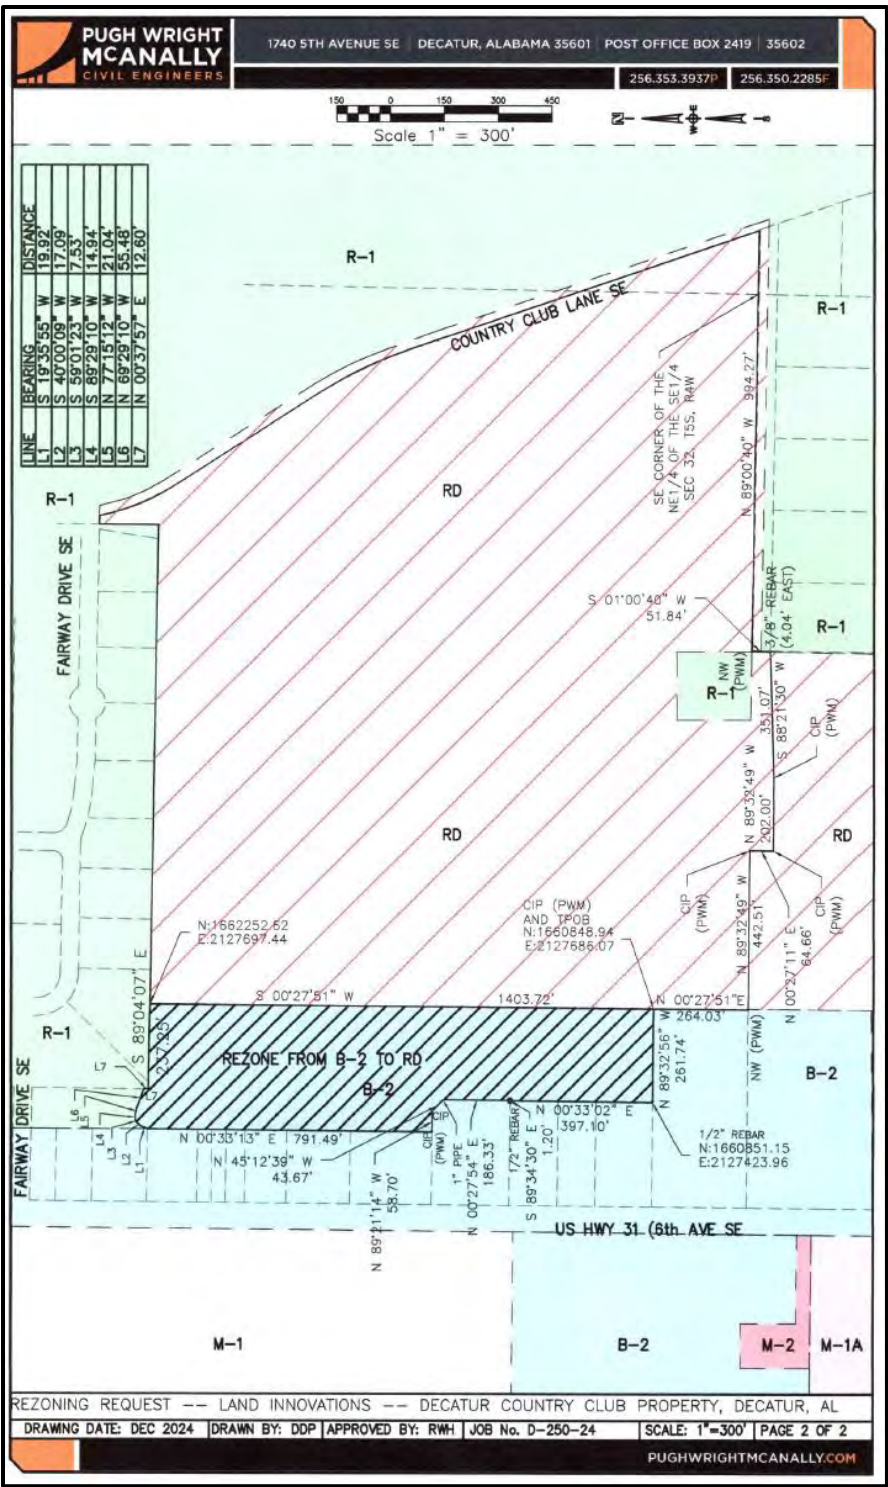 PUGH WRIGHT
MCANALLY
CIVIL ENGINEERS
1740 5TH AVENUE SE | DECATUR, ALABAMA 35601 | POST OFFICE BOX 2419 | 35602
256.353.3937P
256.350.2285F
150 0 150 300 450
Scale 1" = 300'
N
E
W
S
LINE BEARING DISTANCE
L1 S 19°35'55" W 19.92'
L2 S 40°00'09" W 17.09'
L3 S 59°01'23" W 7.53'
L4 S 89°29'10" W 14.94'
L5 N 77°15'12" W 21.04'
L6 N 69°29'10" W 55.48'
L7 N 00°37'57" E 12.60'
R-1
COUNTRY CLUB LANE SE
R-1
SE CORNER OF THE
NE1/4 OF THE SE1/4
SEC 32, T5S, R4W
N 89°00'40" W 994.27'
R-1
RD
FAIRWAY DRIVE SE
S 01°00'40" W
51.84'
3/8" REBAR
(4.04' EAST)
R-1
NW
(PWM)
R-1
351.07'
S 88°21'30" W
CIP
(PWM)
N 89°32'49" W
202.00'
RD
RD
CIP
(PWM)
CIP
(PWM)
N 89°32'49" W
442.51'
N 00°27'11" E
64.66'
CIP (PWM)
AND TPOB
N:1660848.94
E:2127686.07
N:1662252.52
E:2127697.44
S 89°04'07" E
237.25'
S 00°27'51" W 1403.72'
N 00°27'51"E
264.03'
R-1
L7
REZONE FROM B-2 TO RD
B-2
N 89°32'56" W
261.74'
NW (PWM)
B-2
FAIRWAY DRIVE SE
L7
L6
L5
L4
L3
L2
L1
N 00°33'13" E 791.49'
CIP
CIP
(PWM)
N 45°12'39" W
43.67'
N 89°21'14" W
58.70'
1" PIPE
N 00°27'54" E
186.33'
1/2" REBAR
S 89°34'30" E
1.20'
N 00°33'02" E
397.10'
1/2" REBAR
N:1660851.15
E:2127423.96
US HWY 31 (6th AVE SE
M-1
B-2
M-2
M-1A
REZONING REQUEST -- LAND INNOVATIONS -- DECATUR COUNTRY CLUB PROPERTY, DECATUR, AL
DRAWING DATE: DEC 2024 DRAWN BY: DDP APPROVED BY: RWH JOB No. D-250-24 SCALE: 1"=300' PAGE 2 OF 2
PUGHWRIGHTMCANALLY.COM